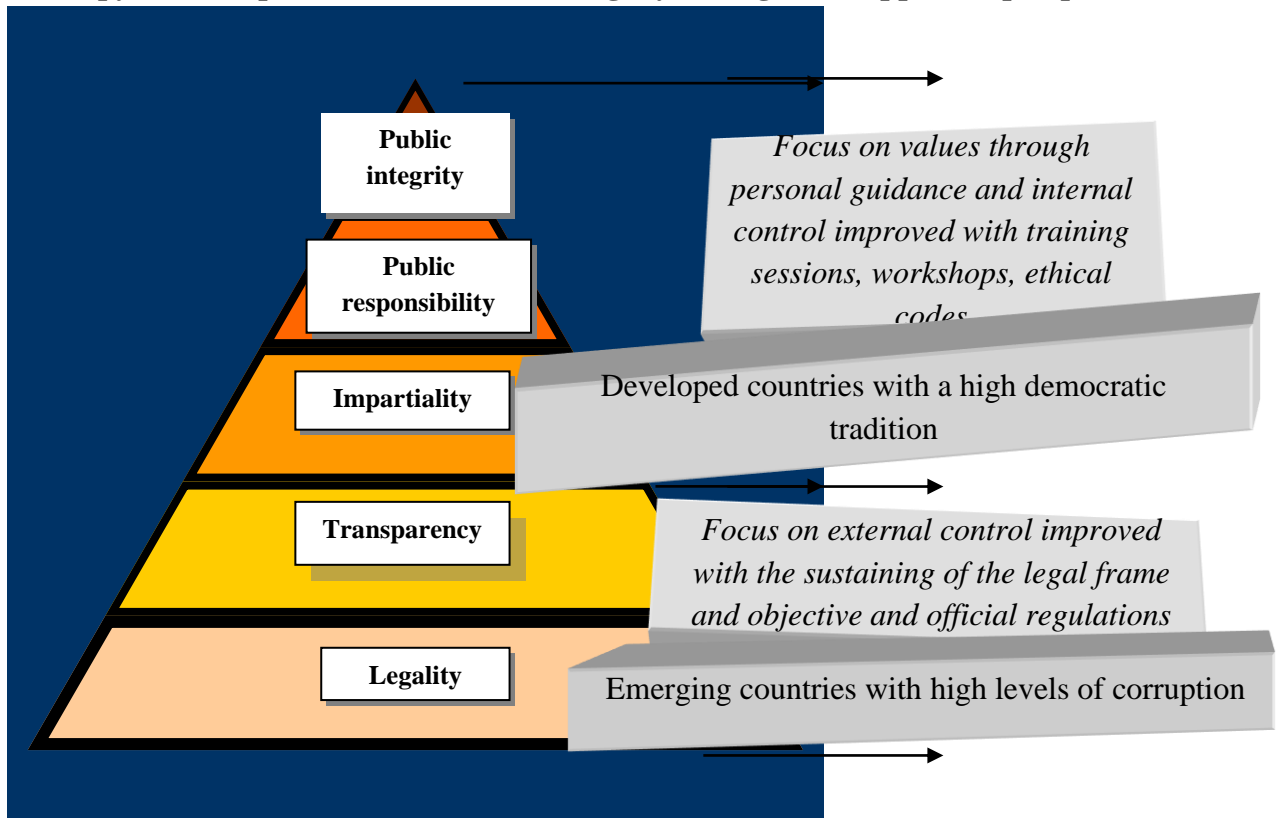 Public
integrity
Public
responsibility
Impartiality
Transparency
Legality
Focus on values through
personal guidance and internal
control improved with training
sessions, workshops, ethical
codes
Developed countries with a high democratic
tradition
Focus on external control improved
with the sustaining of the legal frame
and objective and official regulations
Emerging countries with high levels of corruption